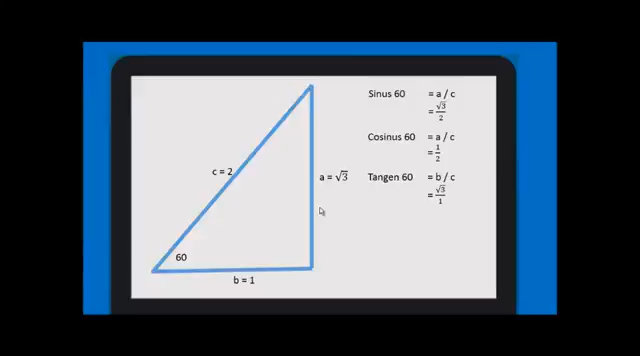 Sinus 60 = a / c
= √3/2
Cosinus 60 = a / c
= 1/2
c = 2
a = √3
Tangen 60 = b / c
= √3/1
60
b = 1